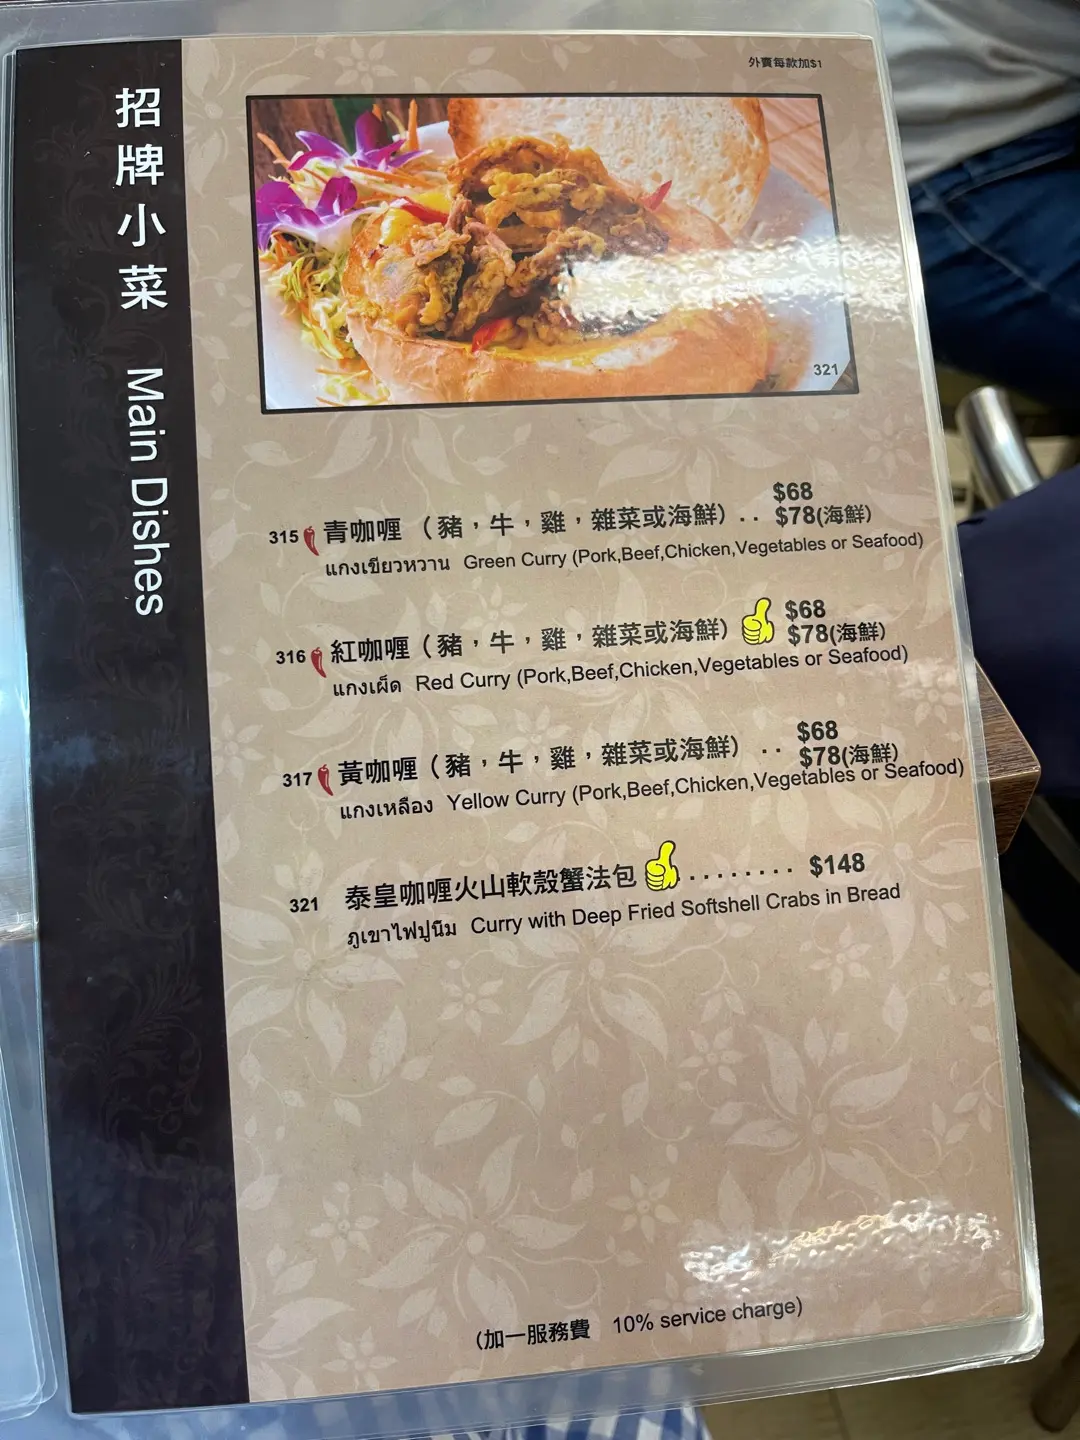 外賣每款加$1
招牌小菜 Main Dishes
321
$68
315 青咖喱 （豬，牛，雞，雜菜或海鮮）.. $78(海鮮)
แกงเขียวหวาน Green Curry (Pork,Beef,Chicken,Vegetables or Seafood)
$68
316 紅咖喱（豬，牛，雞，雜菜或海鮮） $78(海鮮)
แกงเผ็ด Red Curry (Pork,Beef,Chicken,Vegetables or Seafood)
$68
317 黃咖喱（豬，牛，雞，雜菜或海鮮） .. $78(海鮮)
แกงเหลือง Yellow Curry (Pork,Beef,Chicken,Vegetables or Seafood)
321 泰皇咖喱火山軟殼蟹法包 ........ $148
ภูเขาไฟปูนิม Curry with Deep Fried Softshell Crabs in Bread
(加一服務費 10% service charge)